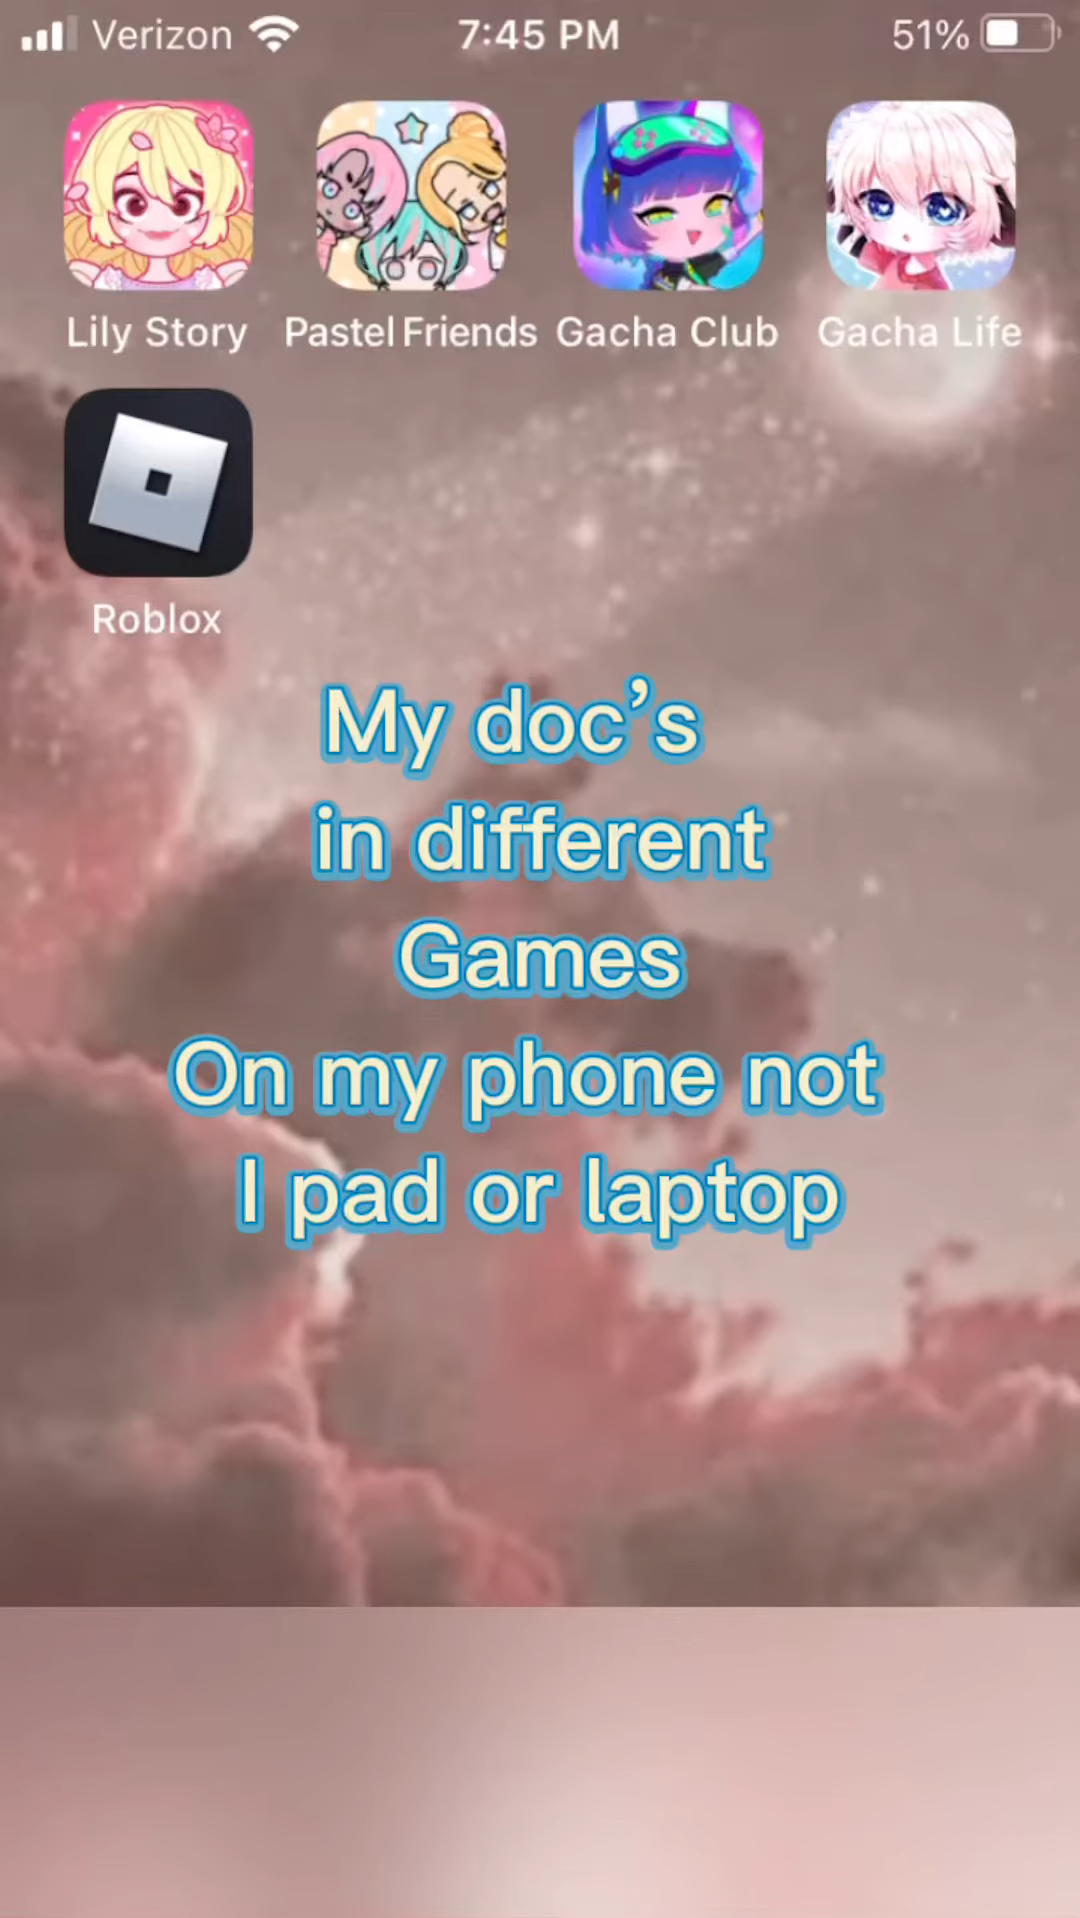 Verizon 7:45 PM 51%
Lily Story Pastel Friends Gacha Club Gacha Life
Roblox
My doc’s
in different
Games
On my phone not
I pad or laptop